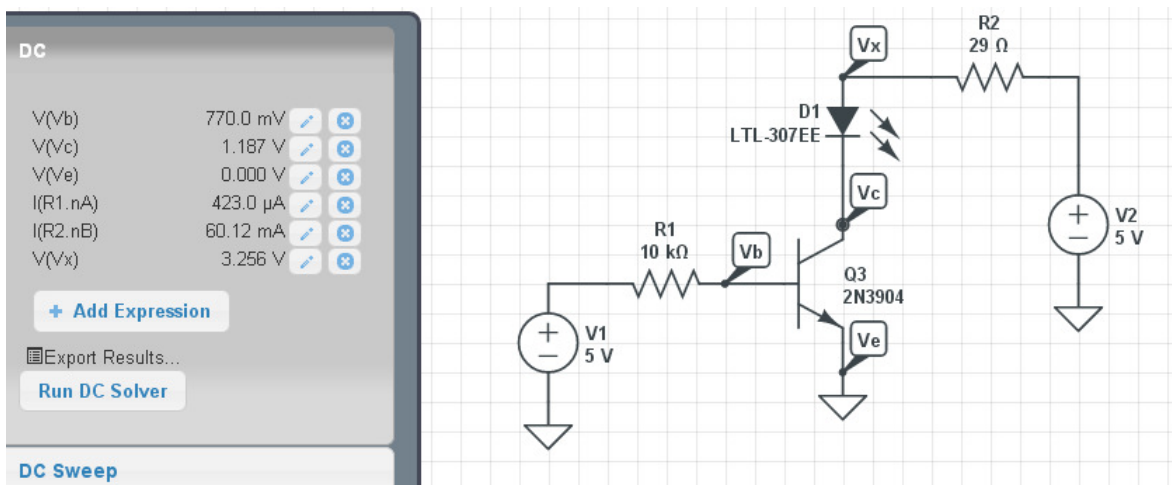 DC
V(Vb) 770.0 mV
V(Vc) 1.187 V
V(Ve) 0.000 V
I(R1.nA) 423.0 µA
I(R2.nB) 60.12 mA
V(Vx) 3.256 V
+ Add Expression
Export Results...
Run DC Solver
DC Sweep
R2
29 Ω
Vx
D1
LTL-307EE
Vc
R1
10 kΩ
Vb
Q3
2N3904
Ve
V1
5 V
V2
5 V